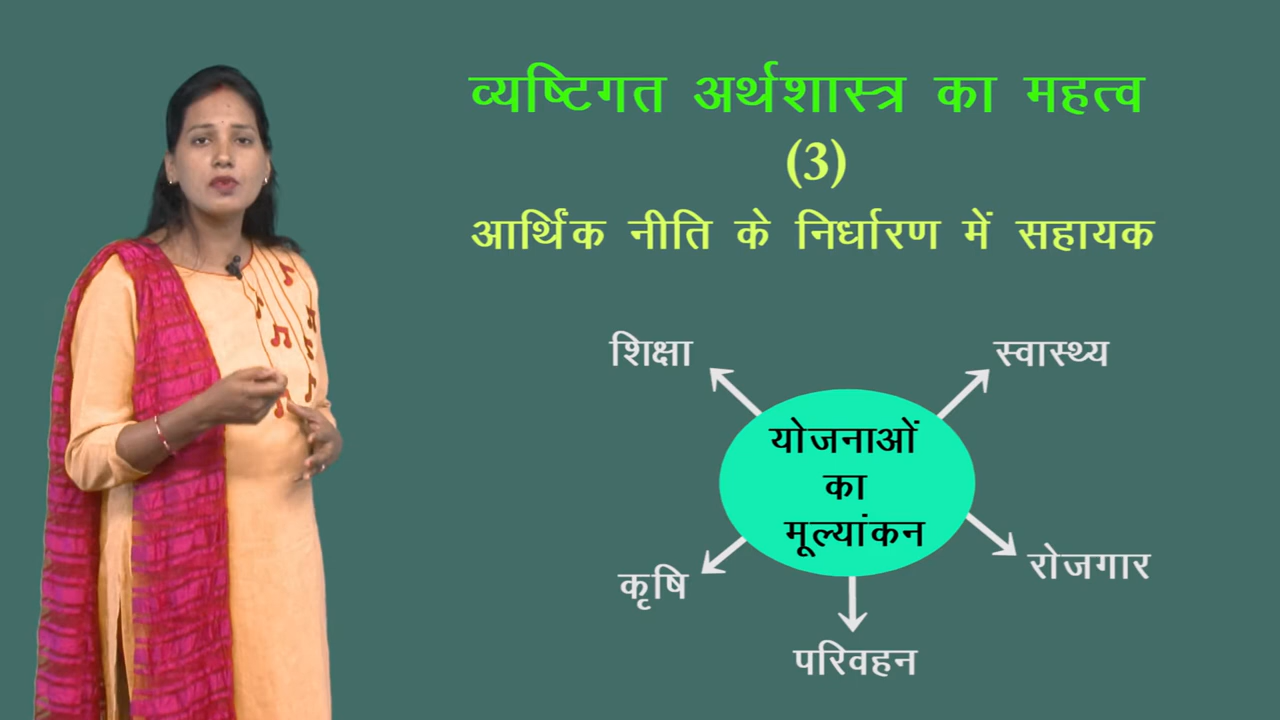 व्यष्टिगत अर्थशास्त्र का महत्व
(3)
आर्थिक नीति के निर्धारण में सहायक
शिक्षा
स्वास्थ्य
योजनाओं
का
मूल्यांकन
कृषि
रोजगार
परिवहन